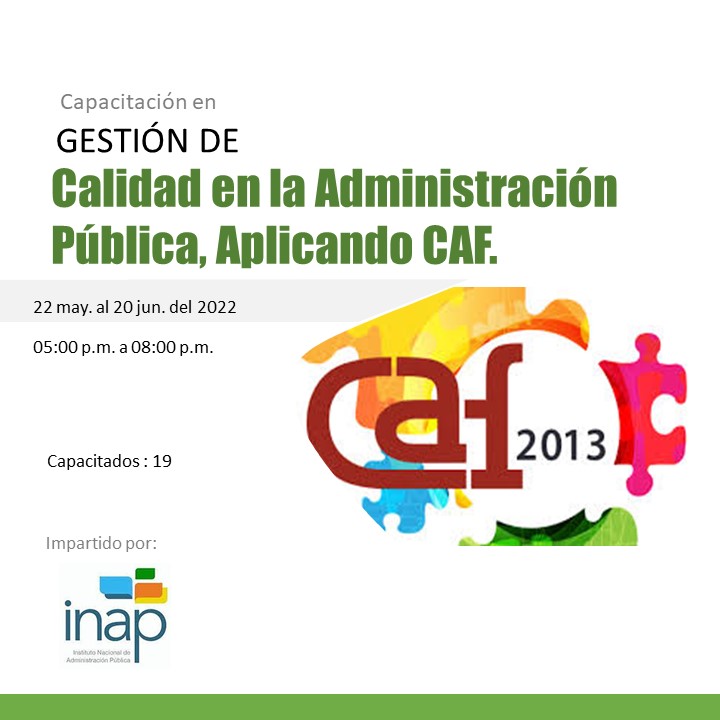 Capacitación en
GESTIÓN DE
Calidad en la Administración
Pública, Aplicando CAF.
22 may. al 20 jun. del 2022
05:00 p.m. a 08:00 p.m.
Caf 2013
Capacitados : 19
Impartido por:
inap
Instituto Nacional de
Administración Pública